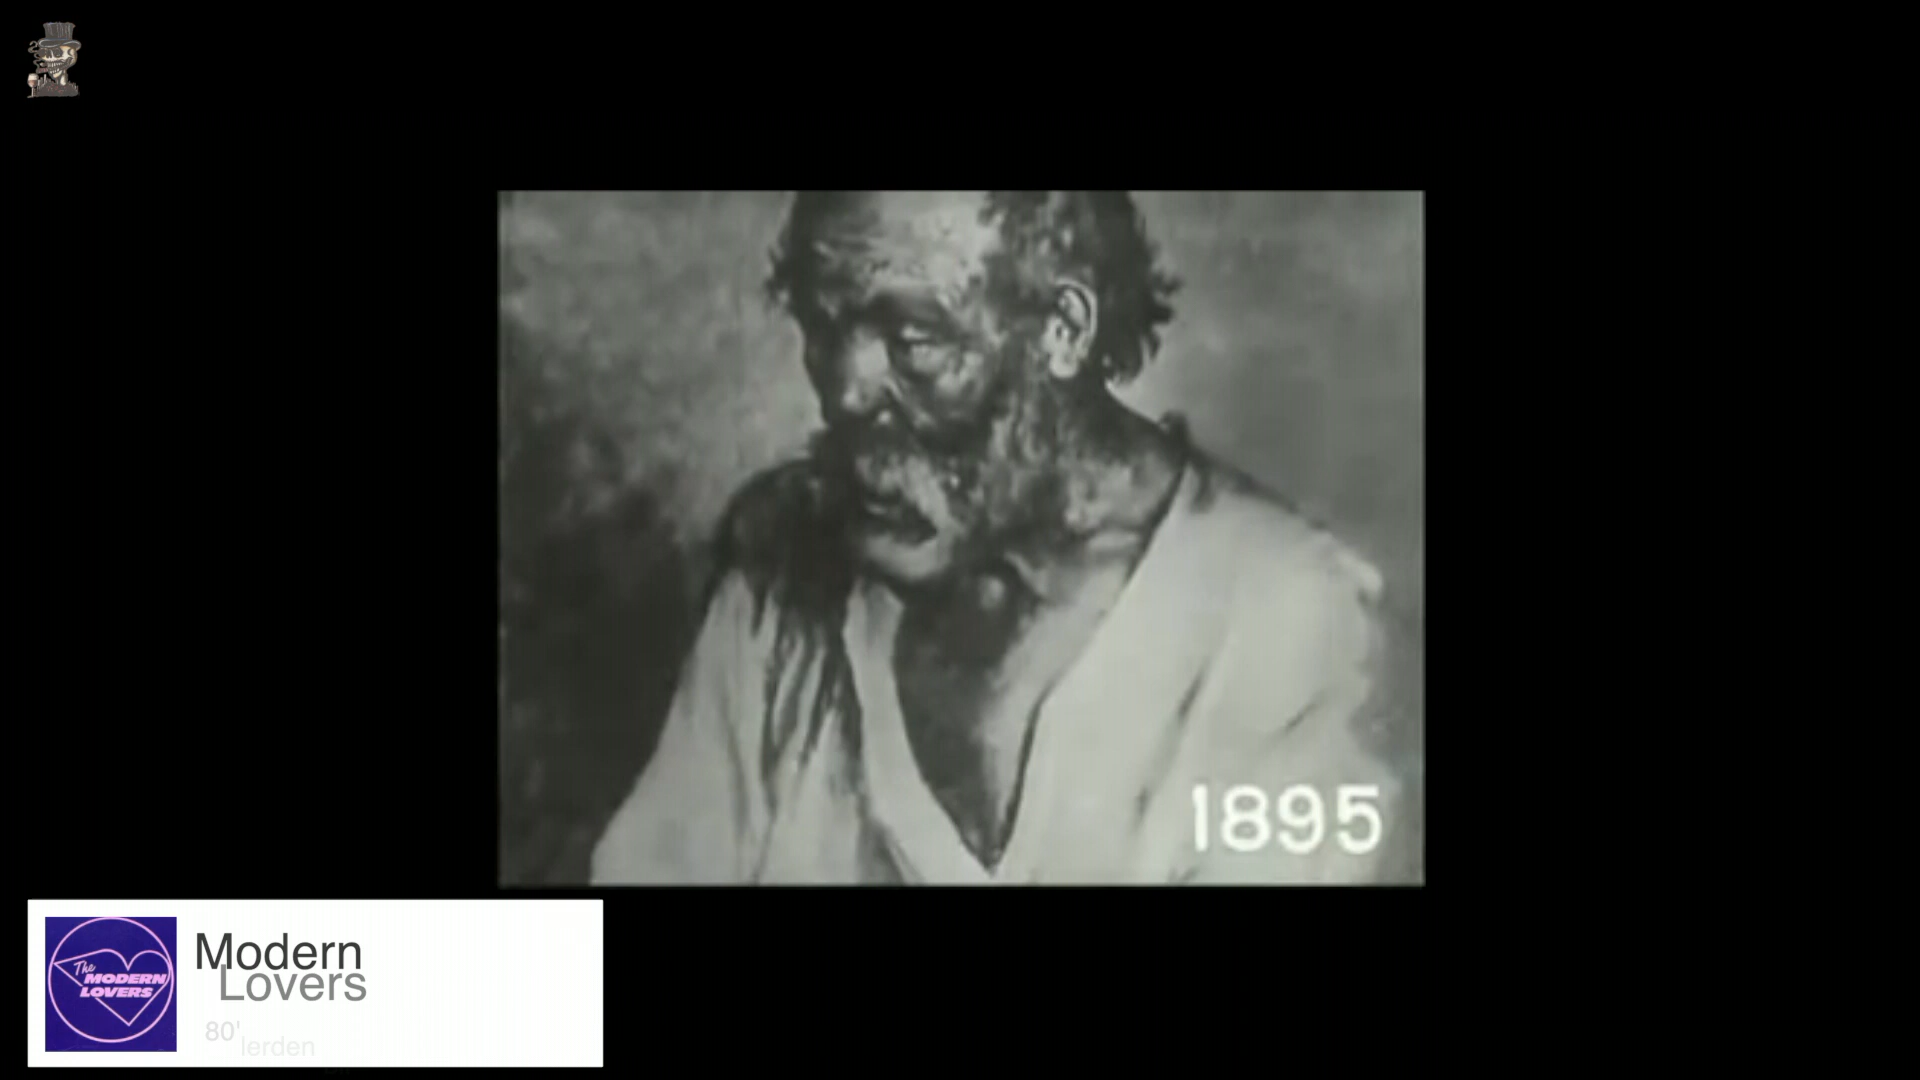 1895
The
MODERN
LOVERS
Modern
Lovers
80'
lerden